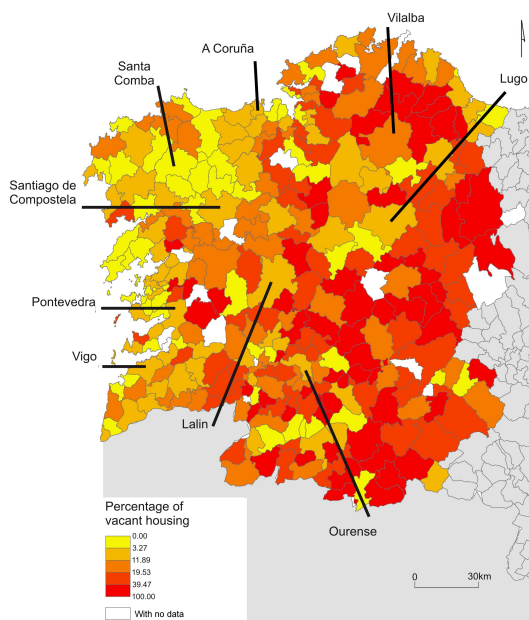 Vilalba
A Coruña
Santa
Comba
Lugo
Santiago de
Compostela
Pontevedra
Vigo
Lalin
Ourense
Percentage of
vacant housing
0.00
3.27
11.89
19.53
39.47
100.00
With no data
0 30km